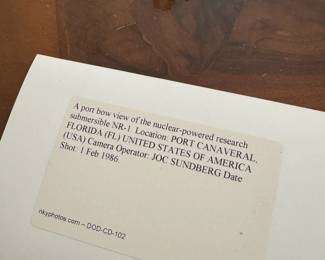 A port bow view of the nuclear-powered research
submersible NR-1. Location: PORT CANAVERAL,
FLORIDA (FL) UNITED STATES OF AMERICA
(USA) Camera Operator: JOC SUNDBERG Date
Shot: 1 Feb 1986
nkyphotos.com – DOD-CD-102